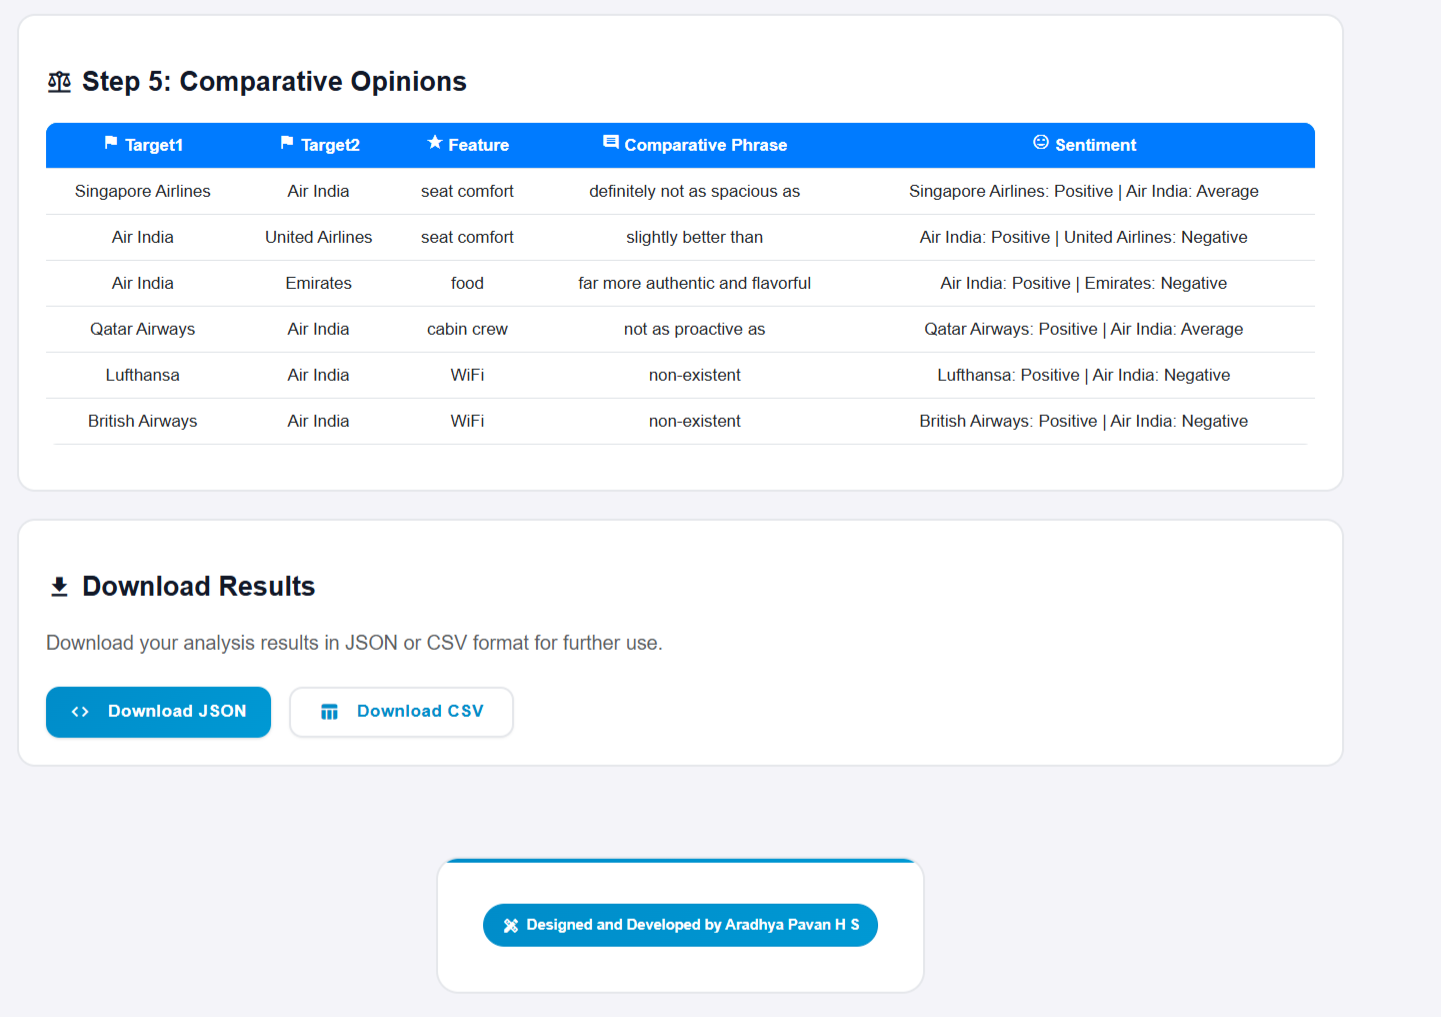 Step 5: Comparative Opinions
Target1 Target2 Feature Comparative Phrase Sentiment
Singapore Airlines Air India seat comfort definitely not as spacious as Singapore Airlines: Positive | Air India: Average
Air India United Airlines seat comfort slightly better than Air India: Positive | United Airlines: Negative
Air India Emirates food far more authentic and flavorful Air India: Positive | Emirates: Negative
Qatar Airways Air India cabin crew not as proactive as Qatar Airways: Positive | Air India: Average
Lufthansa Air India WiFi non-existent Lufthansa: Positive | Air India: Negative
British Airways Air India WiFi non-existent British Airways: Positive | Air India: Negative
Download Results
Download your analysis results in JSON or CSV format for further use.
Download JSON Download CSV
Designed and Developed by Aradhya Pavan H S